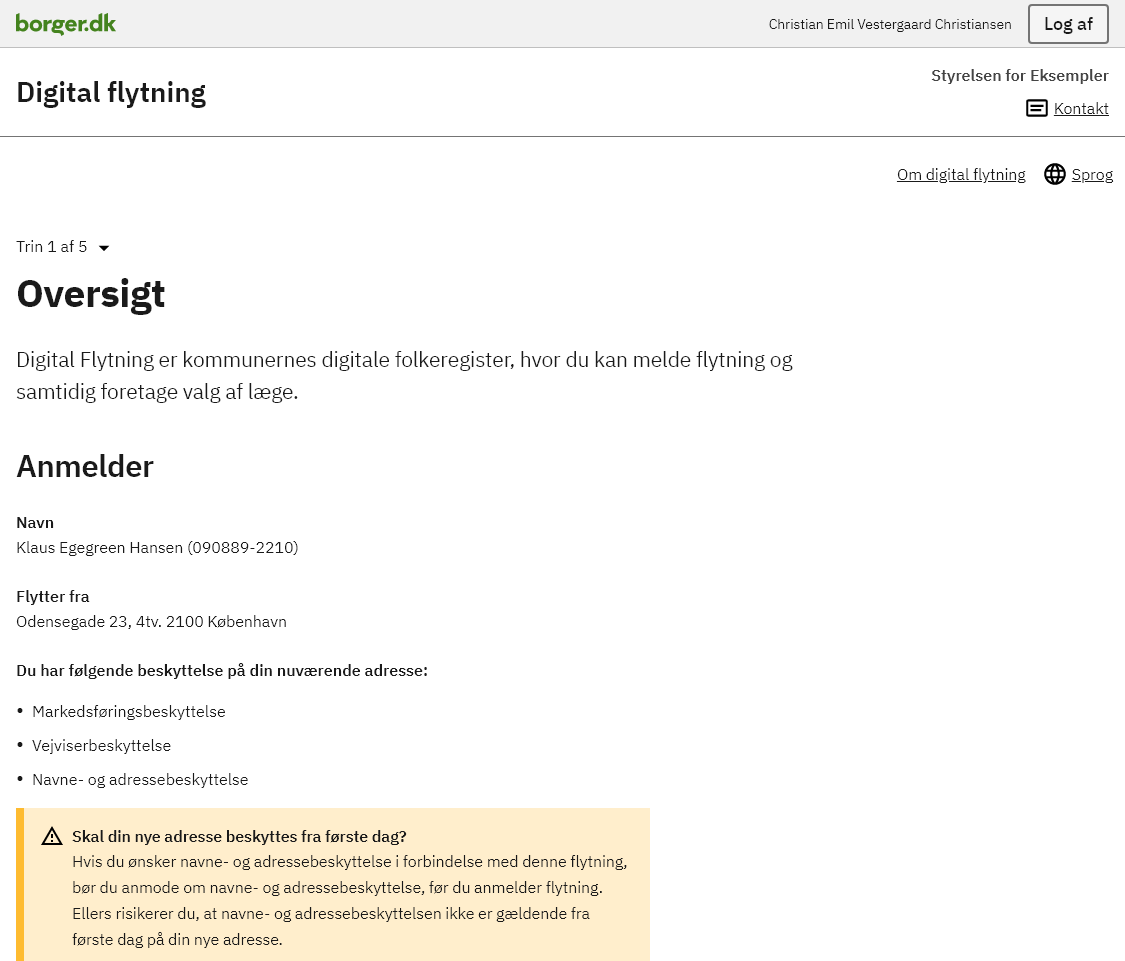 borger.dk
Christian Emil Vestergaard Christiansen
Log af
Digital flytning
Styrelsen for Eksempler
Kontakt
Om digital flytning
Sprog
Trin 1 af 5
Oversigt
Digital Flytning er kommunernes digitale folkeregister, hvor du kan melde flytning og
samtidig foretage valg af læge.
Anmelder
Navn
Klaus Egegreen Hansen (090889-2210)
Flytter fra
Odensegade 23, 4tv. 2100 København
Du har følgende beskyttelse på din nuværende adresse:
• Markedsføringsbeskyttelse
• Vejviserbeskyttelse
• Navne- og adressebeskyttelse
Skal din nye adresse beskyttes fra første dag?
Hvis du ønsker navne- og adressebeskyttelse i forbindelse med denne flytning,
bør du anmode om navne- og adressebeskyttelse, før du anmelder flytning.
Ellers risikerer du, at navne- og adressebeskyttelsen ikke er gældende fra
første dag på din nye adresse.